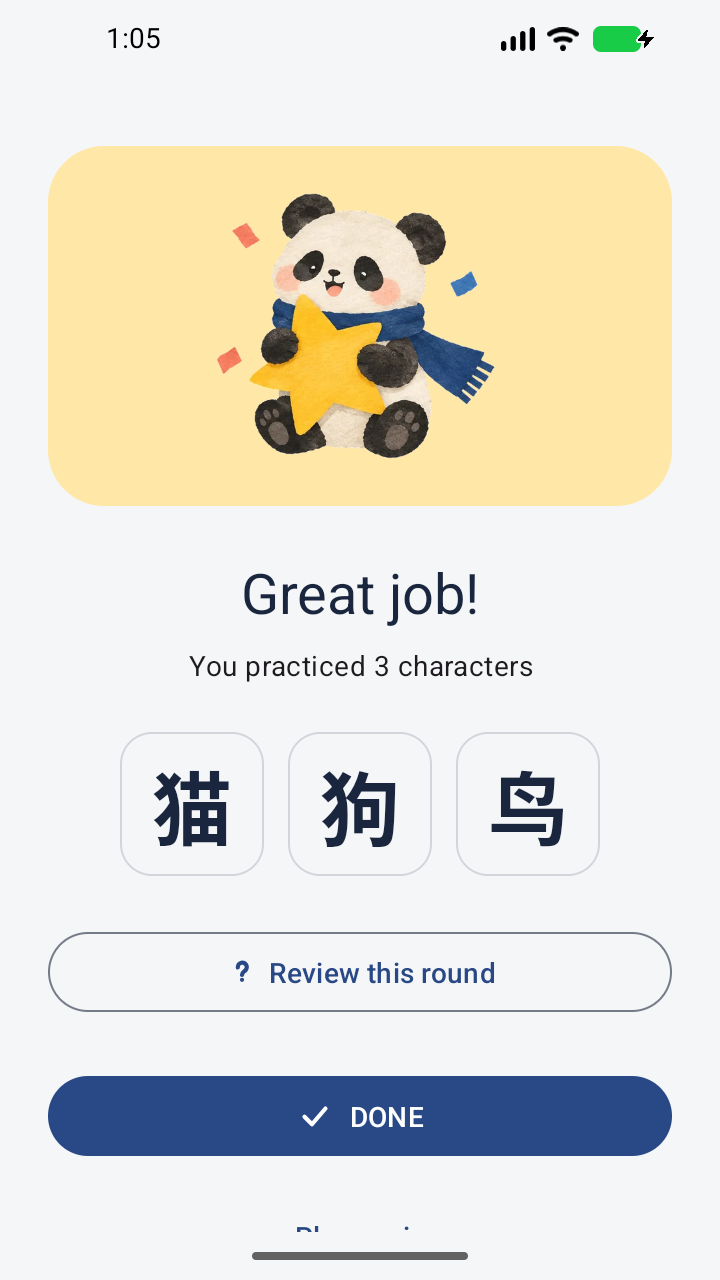 1:05
Great job!
You practiced 3 characters
猫 狗 鸟
? Review this round
DONE